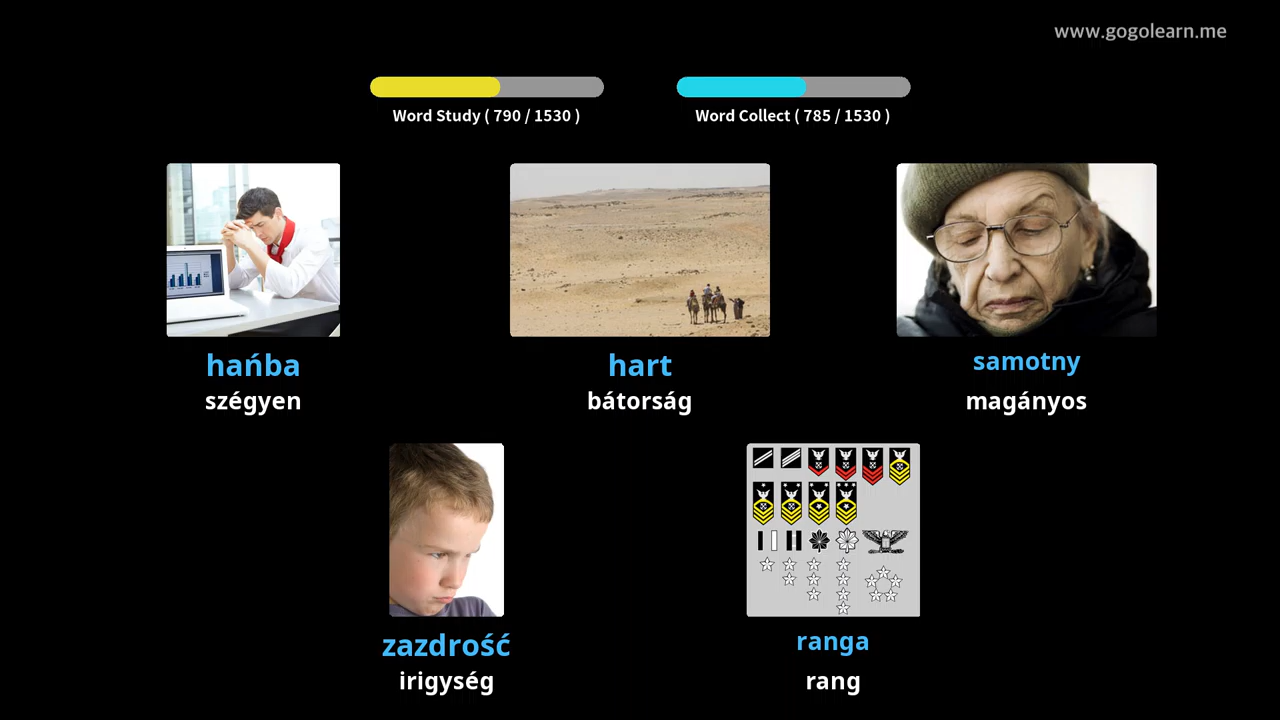 www.gogolearn.me
Word Study ( 790 / 1530 )
Word Collect ( 785 / 1530 )
hańba
szégyen
hart
bátorság
samotny
magányos
zazdrość
irigység
ranga
rang